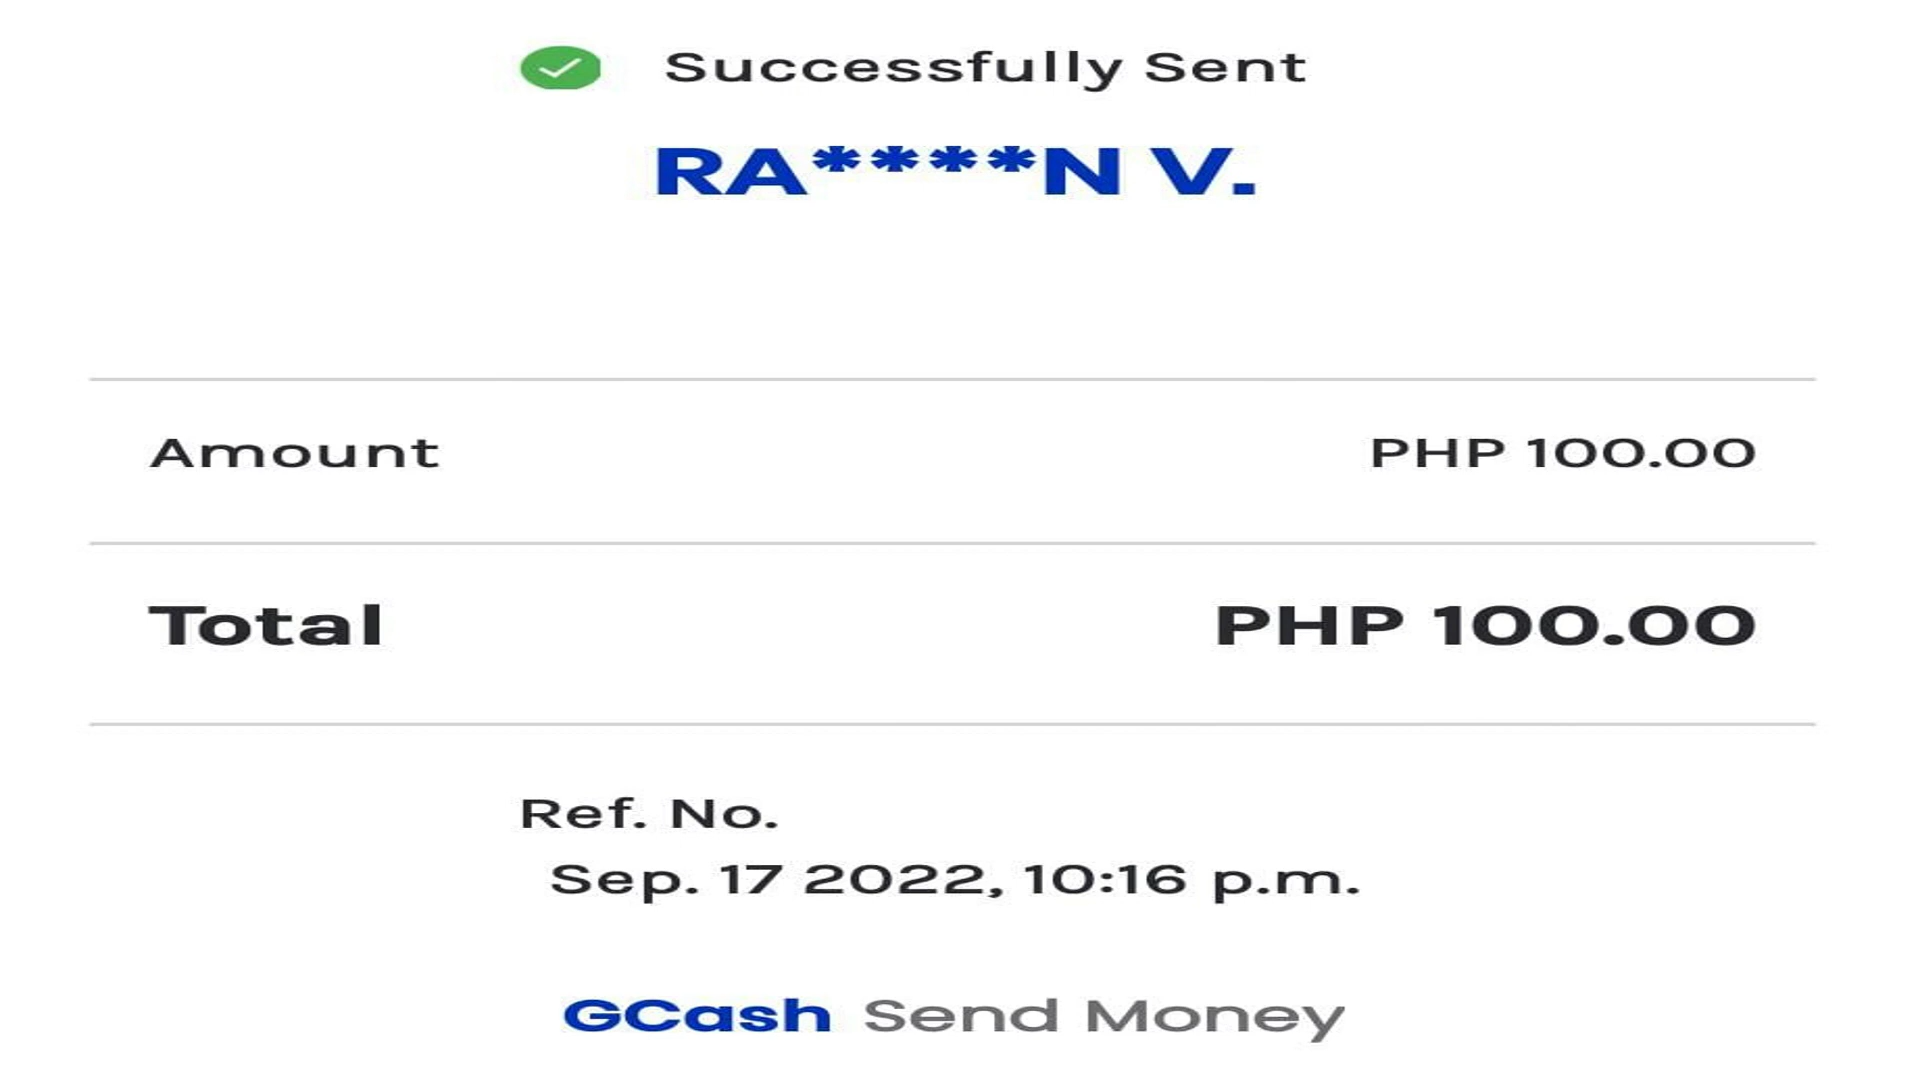 Successfully Sent
RA****N V.
Amount PHP 100.00
Total PHP 100.00
Ref. No.
Sep. 17 2022, 10:16 p.m.
GCash Send Money